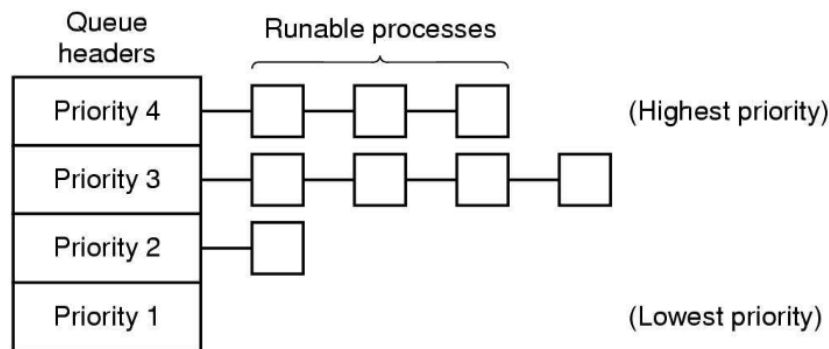 Queue
headers
Runable processes
Priority 4
(Highest priority)
Priority 3
Priority 2
Priority 1
(Lowest priority)